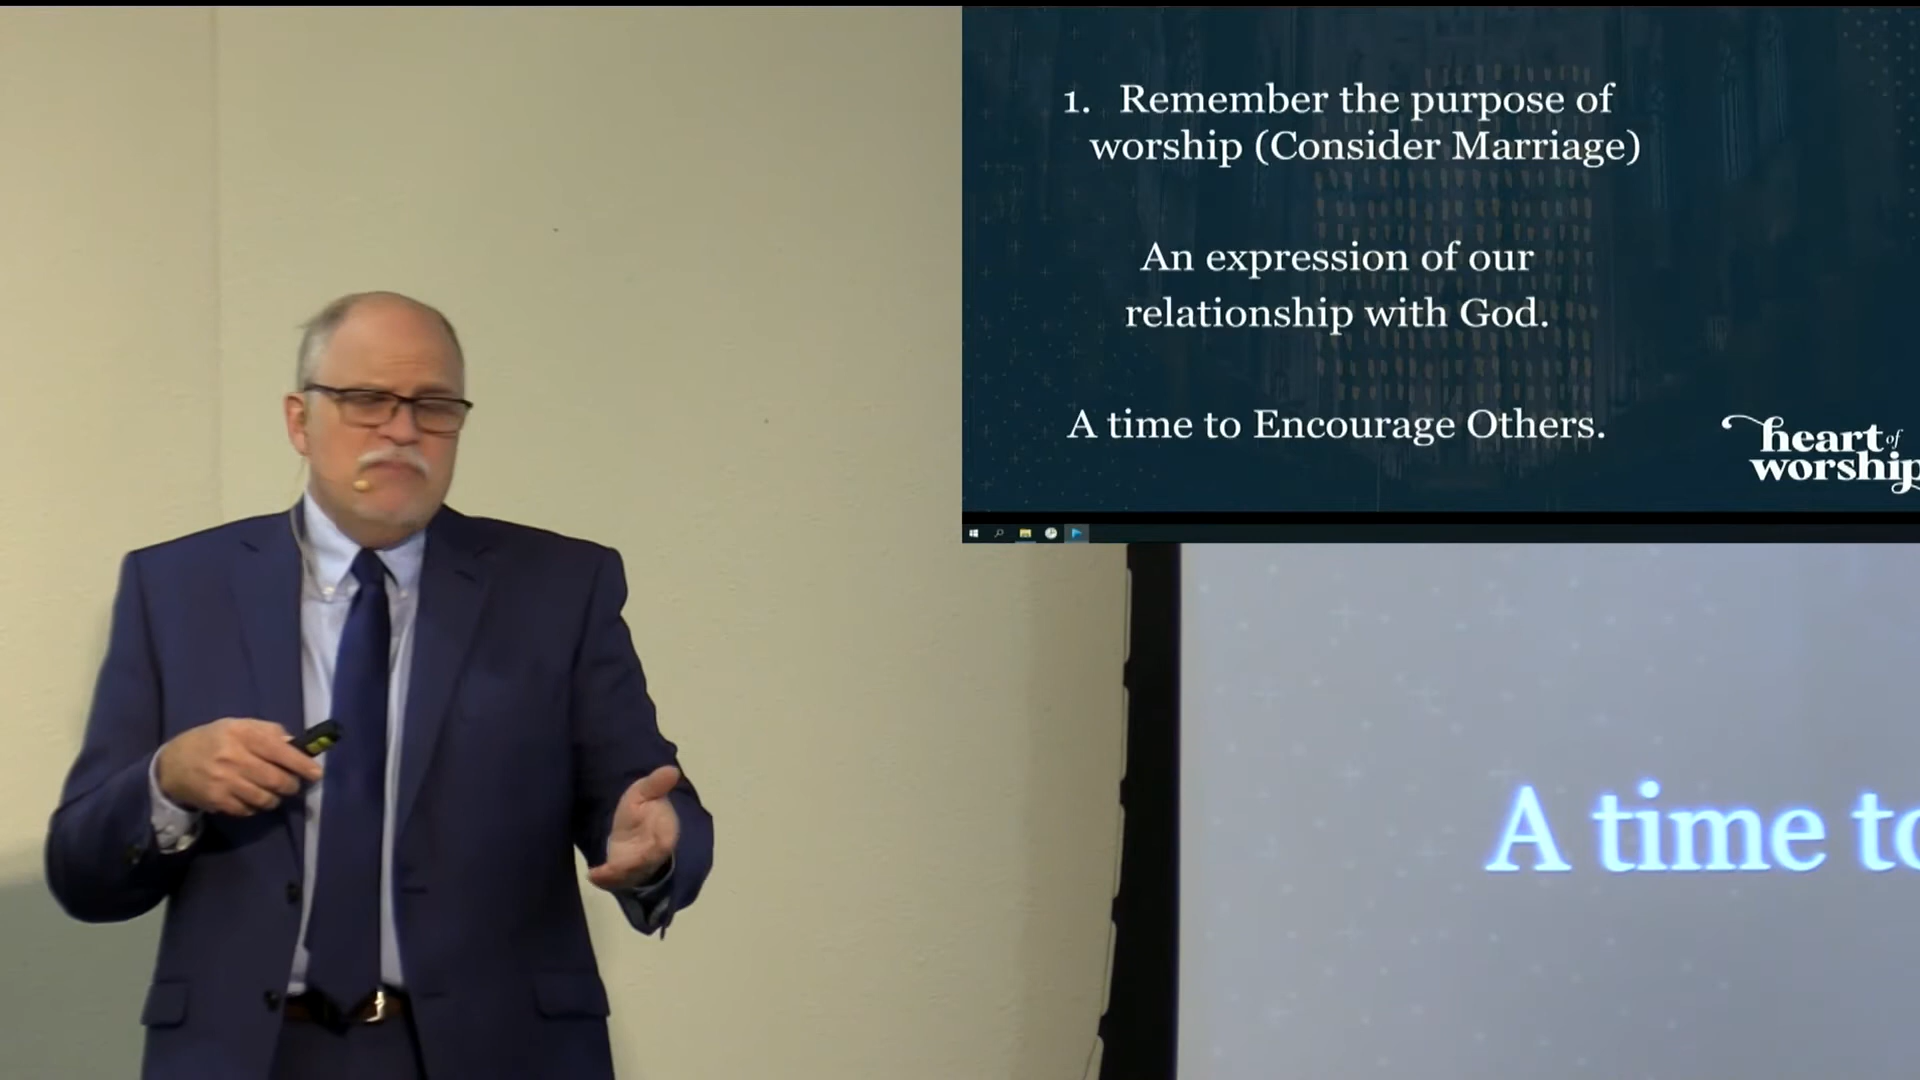 1. Remember the purpose of
worship (Consider Marriage)
An expression of our
relationship with God.
A time to Encourage Others.
heart of
worship
A time to